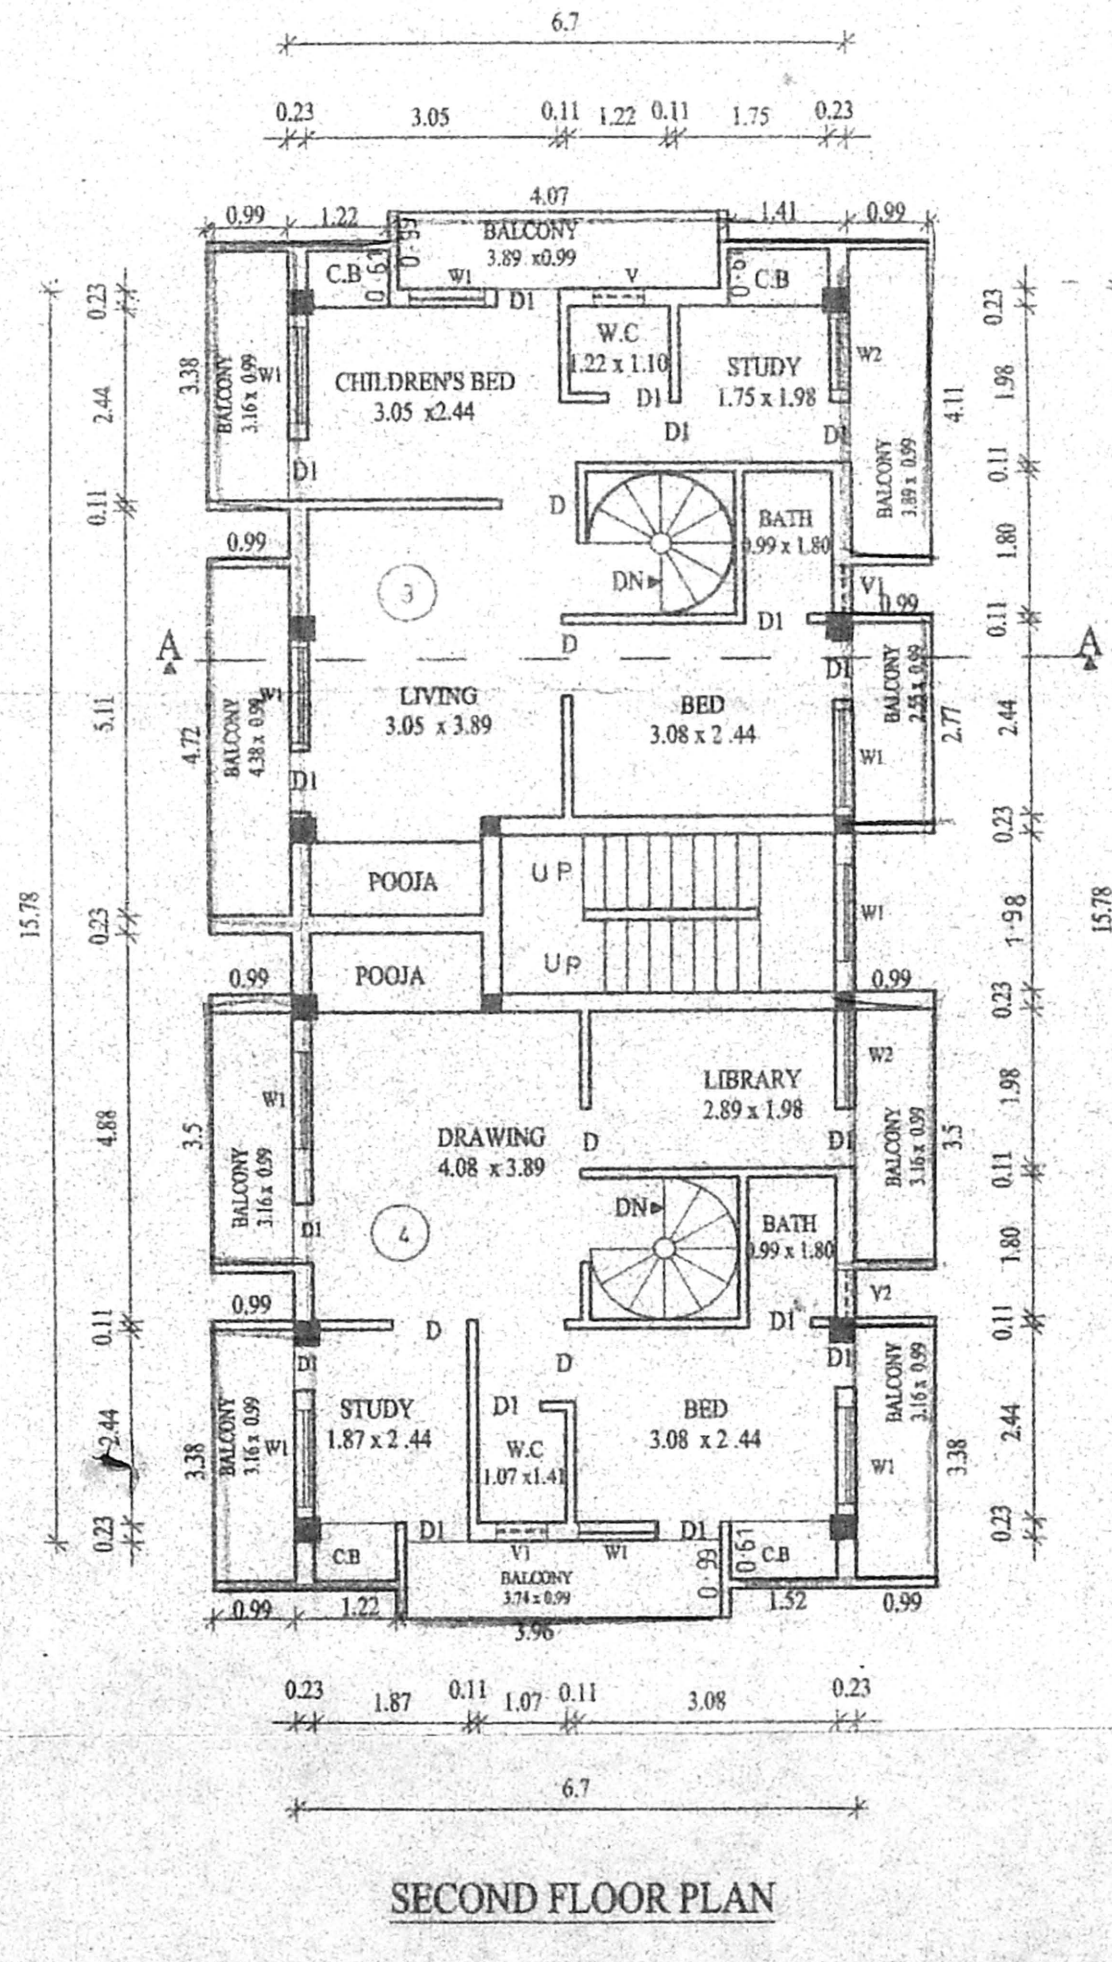 6.7
0.23 3.05 0.11 1.22 0.11 1.75 0.23
4.07
0.99 1.22 1.41 0.99
BALCONY
3.89 x0.99
0.99
C.B
0.61
W1
D1
V
0.61
C.B
0.23
2.44
0.11
5.11
0.23
4.88
0.11
2.44
0.23
15.78
3.38
BALCONY
3.16 x 0.99
W1
D1
CHILDREN'S BED
3.05 x2.44
W.C
1.22 x 1.10
D1
D1
STUDY
1.75 x 1.98
W2
D1
BALCONY
3.89 x 0.99
4.11
0.23
1.98
0.11
1.80
0.11
2.44
0.23
1.98
0.23
1.98
0.11
1.80
0.11
2.44
0.23
15.78
0.99
D
BATH
0.99 x 1.80
DN
3
V1
0.99
D1
D
A
A
D1
4.72
BALCONY
4.38 x 0.99
W1
D1
LIVING
3.05 x 3.89
BED
3.08 x 2.44
BALCONY
2.55 x 0.99
2.77
W1
POOJA
UP
W1
UP
POOJA
0.99
0.99
3.5
BALCONY
3.16 x 0.99
W1
D1
DRAWING
4.08 x 3.89
D
LIBRARY
2.89 x 1.98
W2
D1
BALCONY
3.16 x 0.99
3.5
4
DN
BATH
0.99 x 1.80
V2
0.99
D
D1
D
D1
D1
3.38
BALCONY
3.16 x 0.99
W1
STUDY
1.87 x 2.44
D1
W.C
1.07 x1.41
BED
3.08 x 2.44
BALCONY
3.16 x 0.99
3.38
W1
C.B
D1
V1
W1
D1
0.99
0.61
C.B
BALCONY
3.74 x 0.99
0.99 1.22 3.96 1.52 0.99
0.23 1.87 0.11 1.07 0.11 3.08 0.23
6.7
SECOND FLOOR PLAN